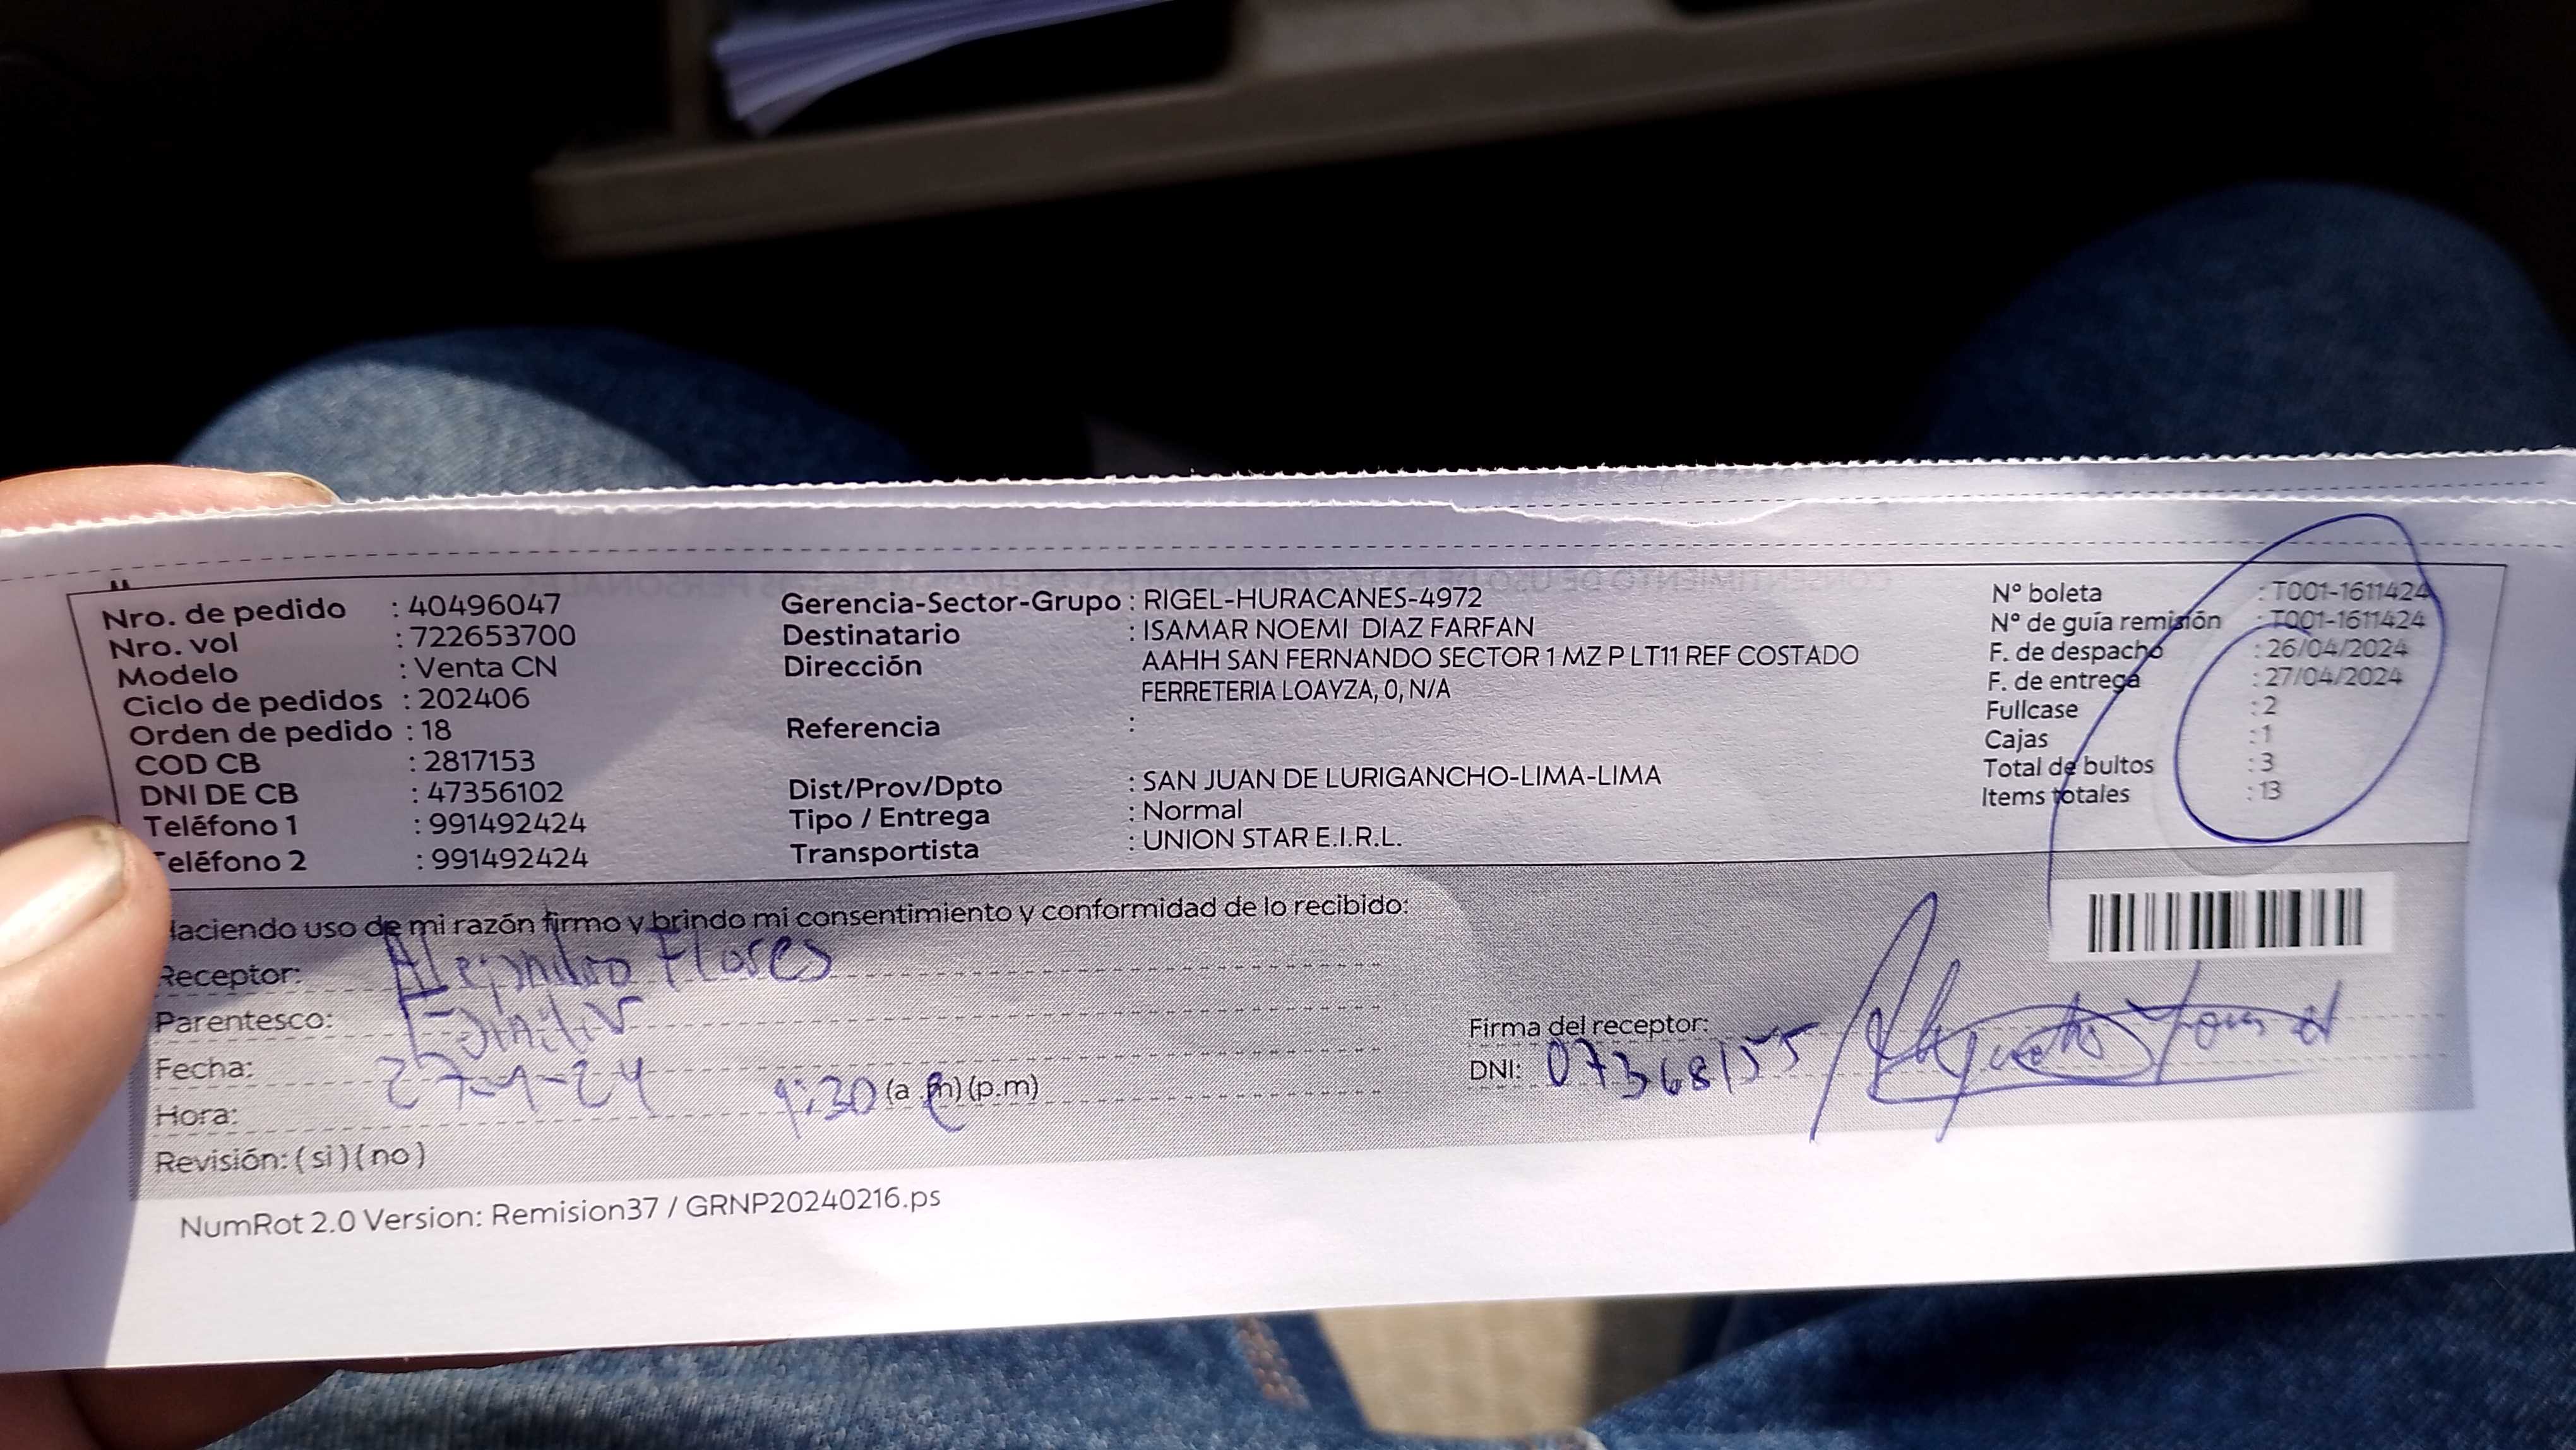 Nro. de pedido : 40496047
Nro. vol : 722653700
Modelo : Venta CN
Ciclo de pedidos : 202406
Orden de pedido : 18
COD CB : 2817153
DNI DE CB : 47356102
Teléfono 1 : 991492424
Teléfono 2 : 991492424
Gerencia-Sector-Grupo : RIGEL-HURACANES-4972
Destinatario : ISAMAR NOEMI DIAZ FARFAN
Dirección AAHH SAN FERNANDO SECTOR 1 MZ P LT11 REF COSTADO
FERRETERIA LOAYZA, 0, N/A
Referencia :
Dist/Prov/Dpto : SAN JUAN DE LURIGANCHO-LIMA-LIMA
Tipo / Entrega : Normal
Transportista : UNION STAR E.I.R.L.
N° boleta : T001-1611424
N° de guía remisión : T001-1611424
F. de despacho : 26/04/2024
F. de entrega : 27/04/2024
Fullcase : 2
Cajas : 1
Total de bultos : 3
Items totales : 13
Haciendo uso de mi razón firmo y brindo mi consentimiento y conformidad de lo recibido:
Receptor: Alejandro Flores
Parentesco: Familiar
Fecha: 27-4-24
Hora: :30 (a.m) (p.m)
Revisión: (si) (no)
Firma del receptor:
DNI: 07368155
NumRot 2.0 Version: Remision37 / GRNP20240216.ps